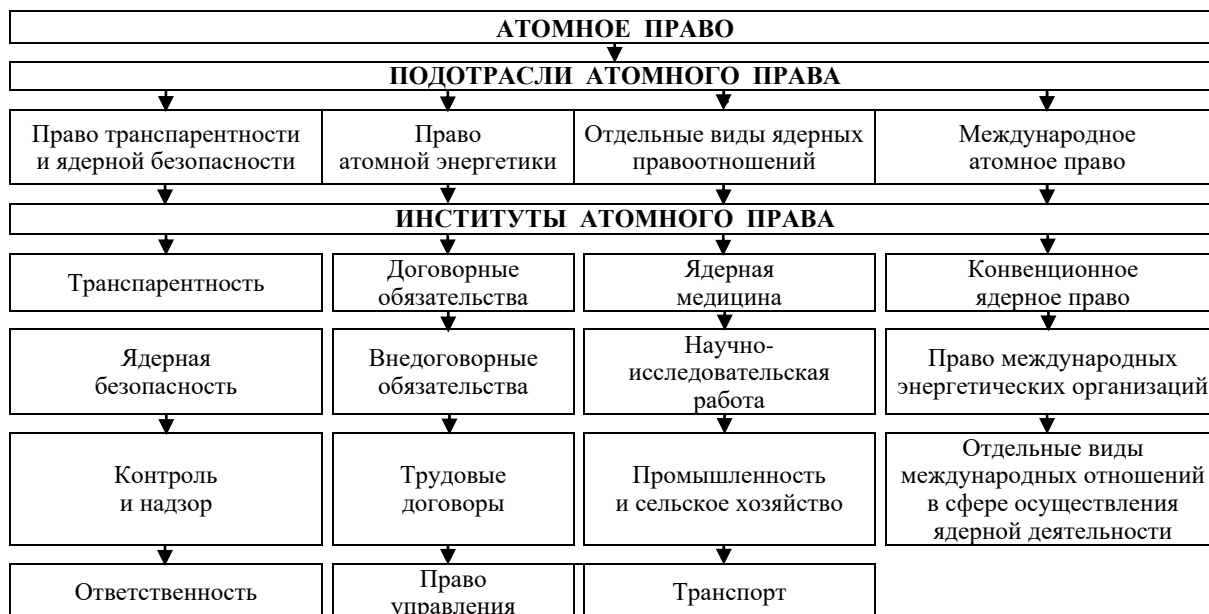 АТОМНОЕ ПРАВО
ПОДОТРАСЛИ АТОМНОГО ПРАВА
Право транспарентности
и ядерной безопасности
Право
атомной энергетики
Отдельные виды ядерных
правоотношений
Международное
атомное право
ИНСТИТУТЫ АТОМНОГО ПРАВА
Транспарентность
Договорные
обязательства
Ядерная
медицина
Конвенционное
ядерное право
Ядерная
безопасность
Внедоговорные
обязательства
Научно-
исследовательская
работа
Право международных
энергетических организаций
Контроль
и надзор
Трудовые
договоры
Промышленность
и сельское хозяйство
Отдельные виды
международных отношений
в сфере осуществления
ядерной деятельности
Ответственность
Право
управления
Транспорт